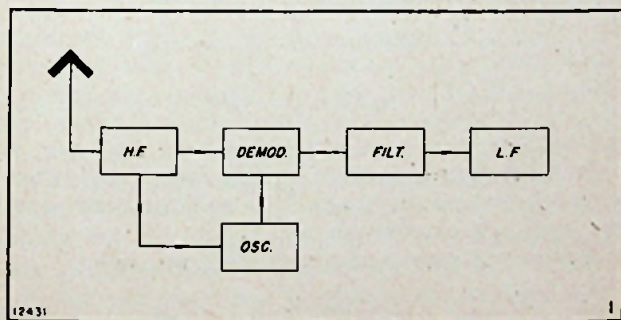 H.F.
DEMOD.
FILT.
L.F
OSC.
12431
1